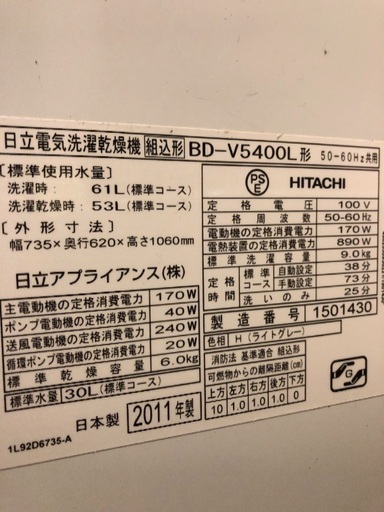 日立電気洗濯乾燥機 組込形 BD-V5400L形 50-60Hz共用
〔標準使用水量〕
洗濯時： 61L（標準コース）
洗濯乾燥時：53L（標準コース）
〔外形寸法〕
幅735×奥行620×高さ1060mm
日立アプライアンス(株)
主電動機の定格消費電力 170W
ポンプ電動機の定格消費電力 40W
送風電動機の定格消費電力 240W
循環ポンプ電動機の定格消費電力 20W
標準乾燥容量 6.0kg
標準水量 30L（標準コース）
日本製 2011年製
1L92D6735-A
PS
E
HITACHI
定格電圧 100V
定格周波数 50-60Hz
電動機の定格消費電力 170W
電熱装置の定格消費電力 890W
標準洗濯容量 9.0kg
定格時間 標準 自動設定 38分
手動設定 73分
洗いのみ 25分
製造番号 1501430
色相 H（ライトグレー）
消防法 基準適合 組込形
可燃物からの離隔距離(cm)
上方 左方 右方 後方 下方
10 1.0 1.0 1.0 0
S
G